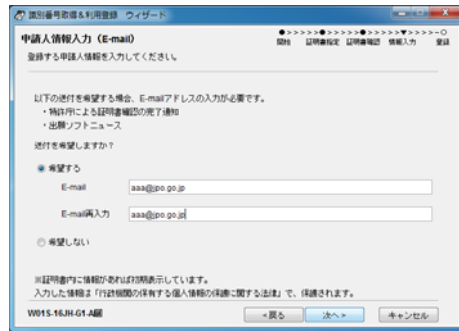 識別番号取得&利用登録 ウィザード
申請人情報入力 (E-mail)
●>>>>>●>>>>>●>>>>>▼>>>>>-○
開始 証明書指定 証明書確認 情報入力 登録
登録する申請人情報を入力してください。
以下の送付を希望する場合、E-mailアドレスの入力が必要です。
・特許庁による証明書確認の完了通知
・出願ソフトニュース
送付を希望しますか?
希望する
E-mail aaa@jpo.go.jp
E-mail再入力 aaa@jpo.go.jp
希望しない
※証明書内に情報があれば初期表示しています。
入力した情報は「行政機関の保有する個人情報の保護に関する法律」で、保護されます。
W01S-16JH-G1-A版
<戻る 次へ> キャンセル